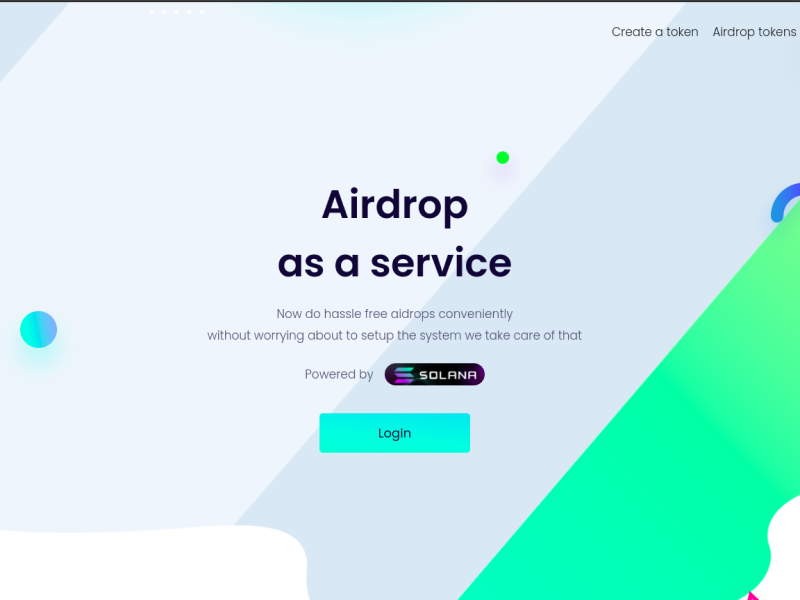 Create a token Airdrop tokens
Airdrop
as a service
Now do hassle free aidrops conveniently
without worrying about to setup the system we take care of that
Powered by SOLANA
Login